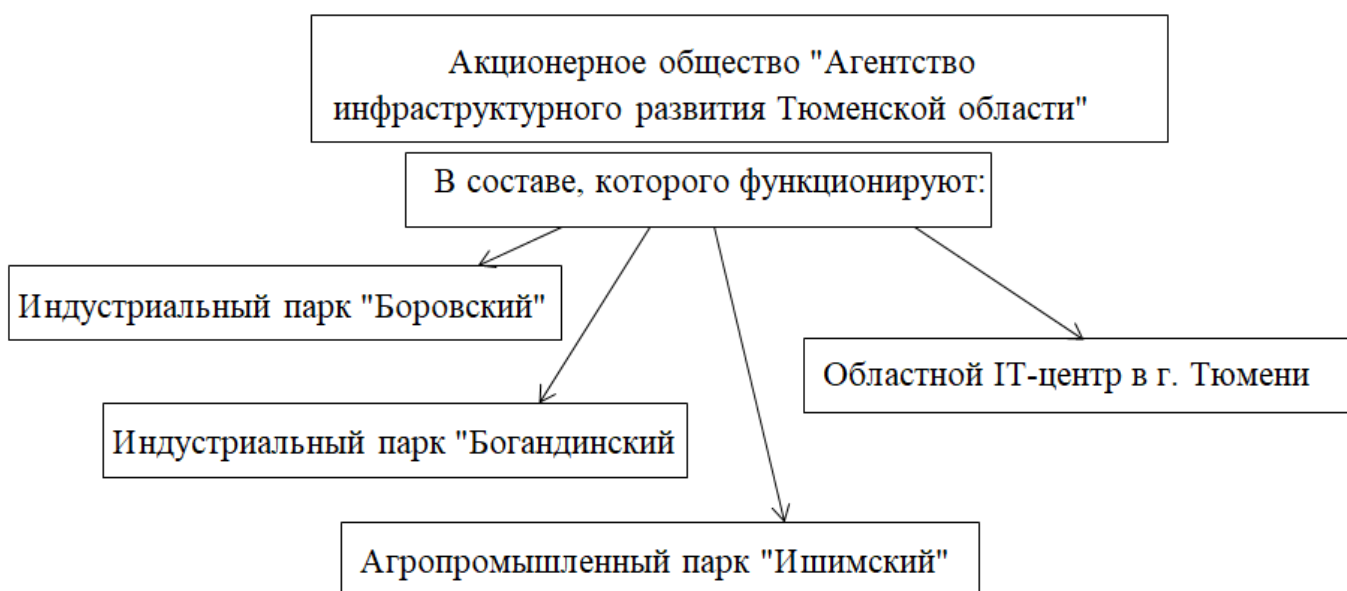 Акционерное общество "Агентство
инфраструктурного развития Тюменской области"
В составе, которого функционируют:
Индустриальный парк "Боровский"
Областной IT-центр в г. Тюмени
Индустриальный парк "Богандинский
Агропромышленный парк "Ишимский"